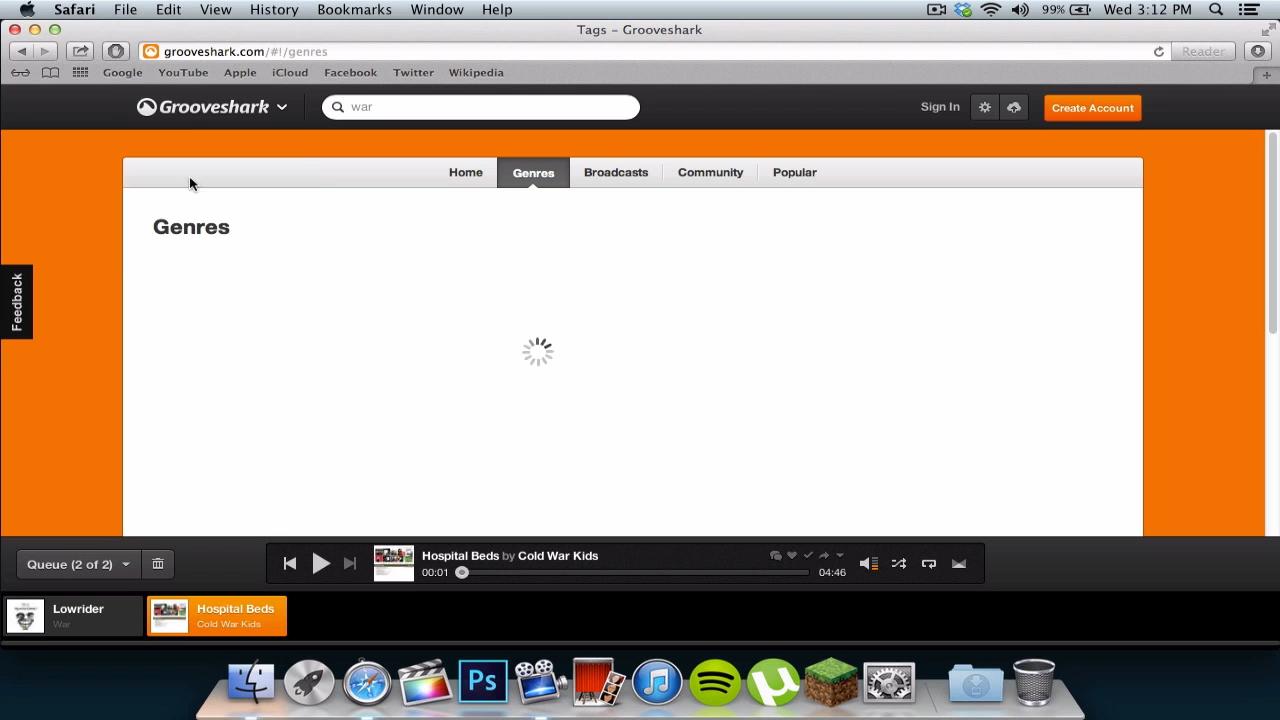 Safari File Edit View History Bookmarks Window Help 99% Wed 3:12 PM
Tags – Grooveshark
grooveshark.com/#!/genres Reader
Google YouTube Apple iCloud Facebook Twitter Wikipedia
Grooveshark war Sign In Create Account
Home Genres Broadcasts Community Popular
Genres
Feedback
Queue (2 of 2)
Hospital Beds by Cold War Kids
00:01 04:46
Lowrider
War
Hospital Beds
Cold War Kids
Ps